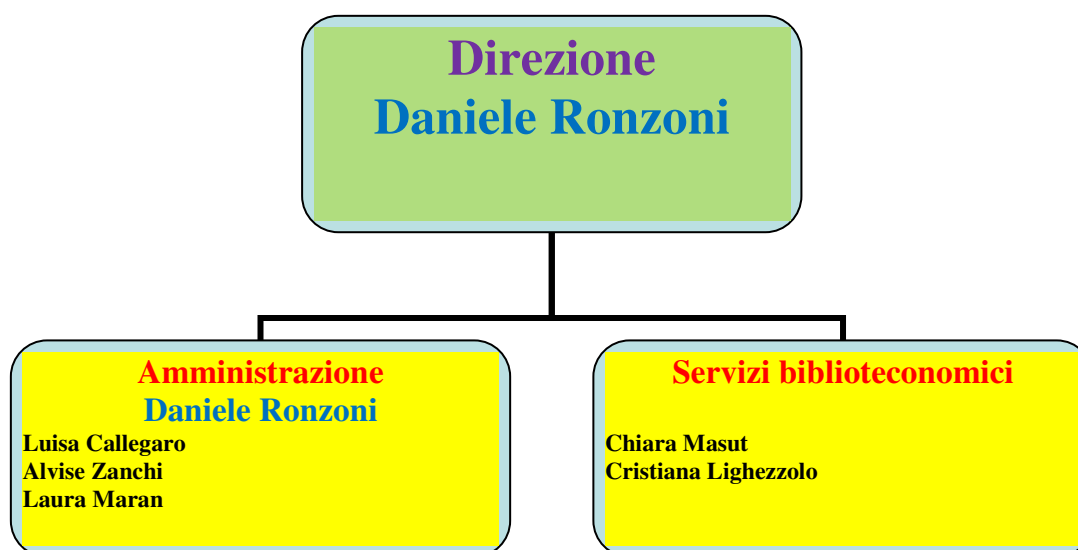 Direzione
Daniele Ronzoni
Amministrazione
Daniele Ronzoni
Luisa Callegaro
Alvise Zanchi
Laura Maran
Servizi biblioteconomici
Chiara Masut
Cristiana Lighezzolo